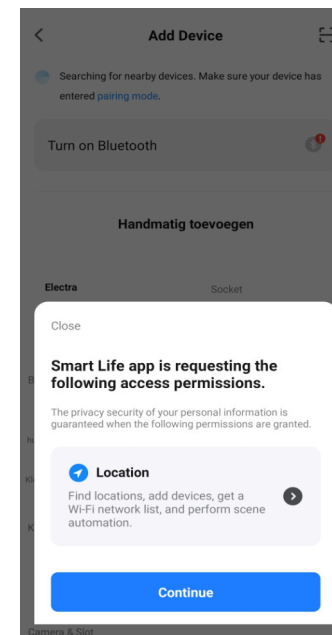 Add Device
Searching for nearby devices. Make sure your device has
entered pairing mode.
Turn on Bluetooth
Handmatig toevoegen
Electra
Socket
Close
Smart Life app is requesting the
following access permissions.
The privacy security of your personal information is
guaranteed when the following permissions are granted.
Location
Find locations, add devices, get a
Wi-Fi network list, and perform scene
automation.
Continue
Camera & Slot